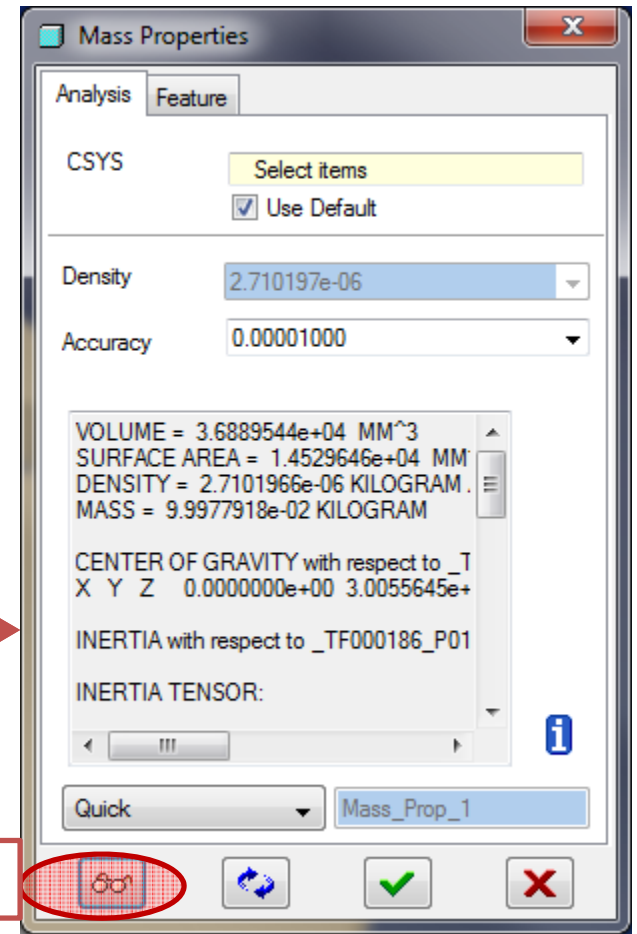 Mass Properties
Analysis Feature
CSYS Select items
Use Default
Density 2.710197e-06
Accuracy 0.00001000
VOLUME = 3.6889544e+04 MM^3
SURFACE AREA = 1.4529646e+04 MM
DENSITY = 2.7101966e-06 KILOGRAM
MASS = 9.9977918e-02 KILOGRAM
CENTER OF GRAVITY with respect to _T
X Y Z 0.0000000e+00 3.0055645e+
INERTIA with respect to _TF000186_P01
INERTIA TENSOR:
Quick Mass_Prop_1